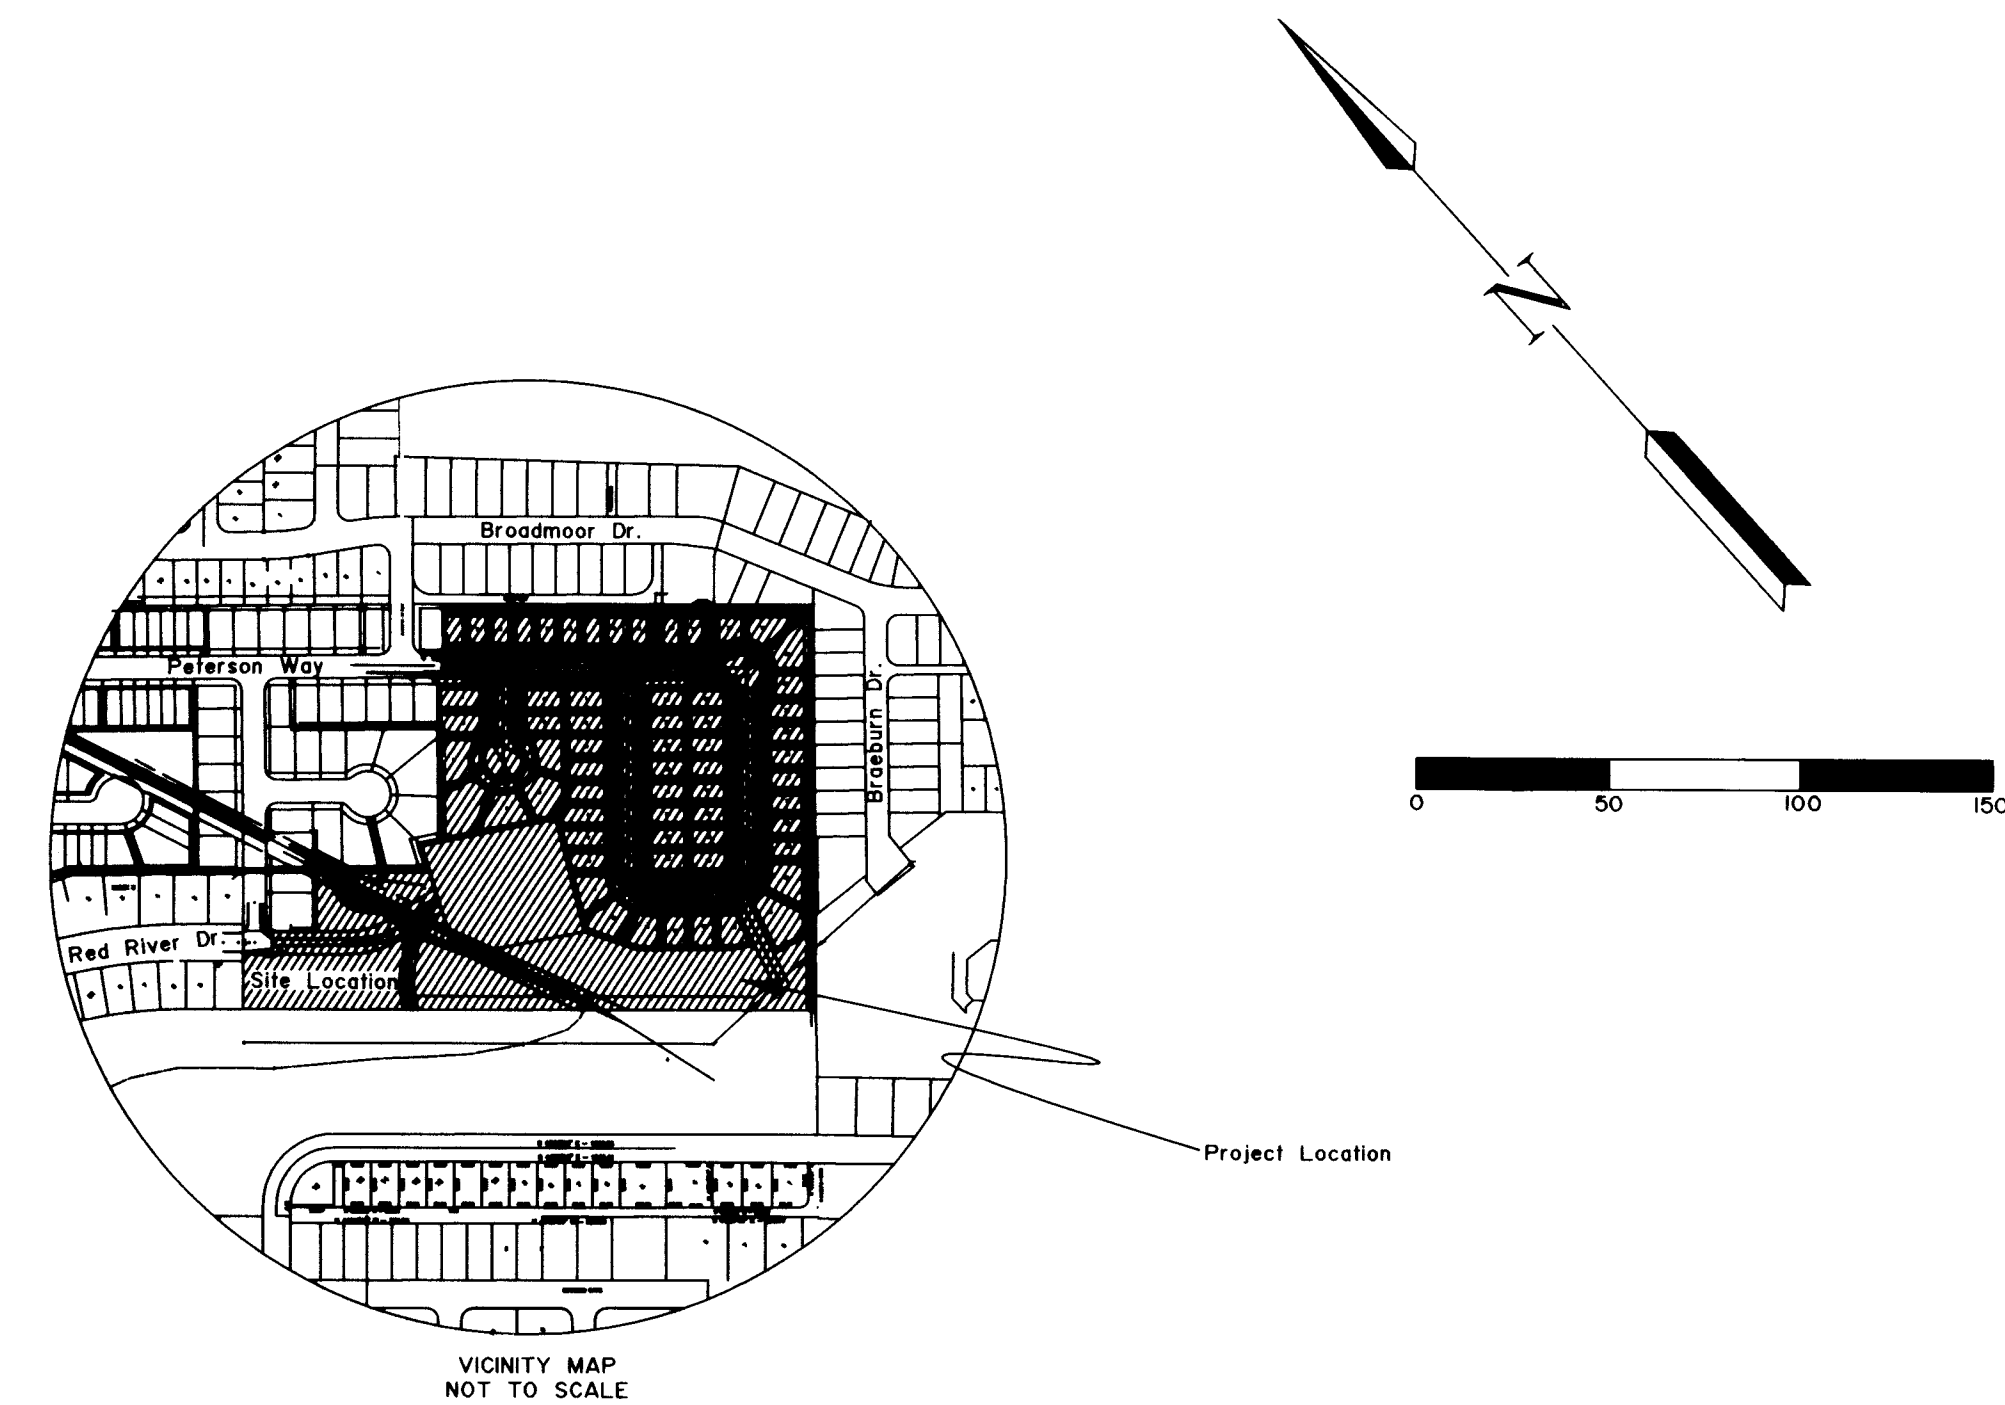 N
Broadmoor Dr.
Peterson Way
Braeburn Dr.
0 50 100 150
Red River Dr.
Site Location
Project Location
VICINITY MAP
NOT TO SCALE